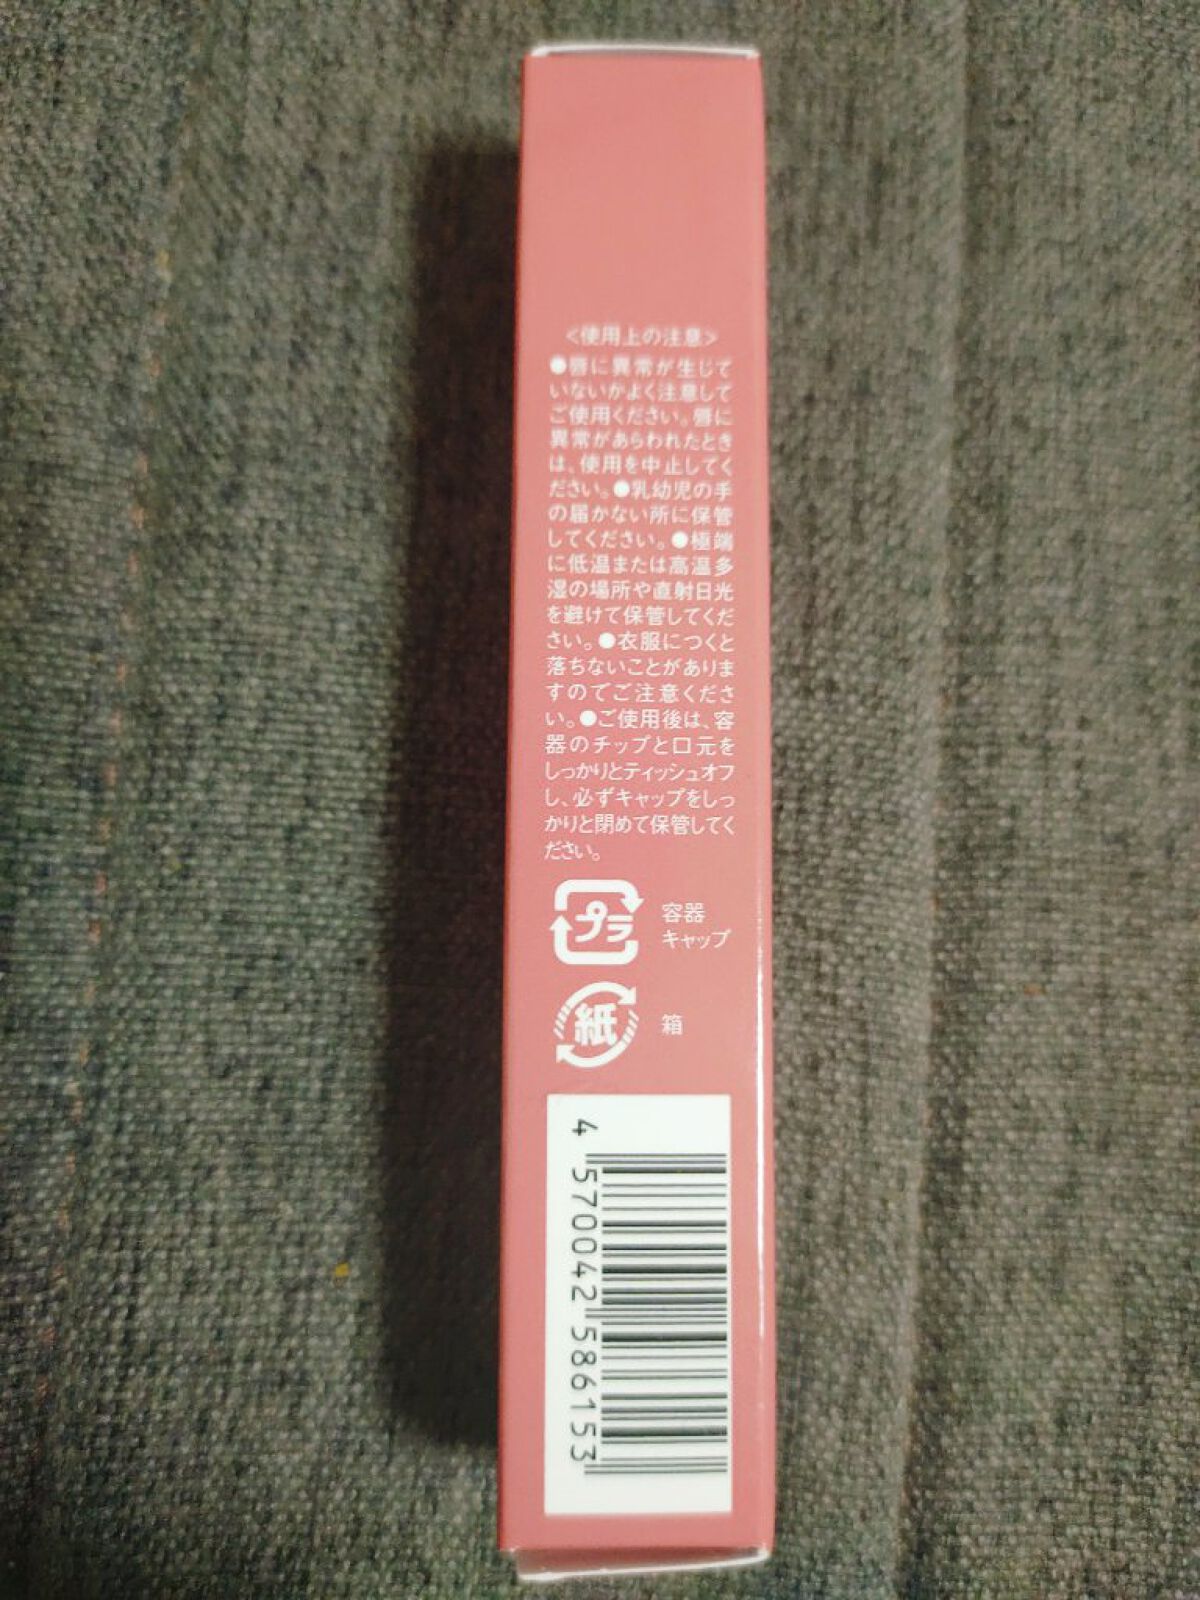 <使用上の注意>
●唇に異常が生じて
いないかよく注意して
ご使用ください。唇に
異常があらわれたとき
は、使用を中止してく
ださい。●乳幼児の手
の届かない所に保管
してください。●極端
に低温または高温多
湿の場所や直射日光
を避けて保管してくだ
さい。●衣服につくと
落ちないことがありま
すのでご注意くださ
い。●ご使用後は、容
器のチップと口元を
しっかりとティッシュオフ
し、必ずキャップをしっ
かりと閉めて保管してく
ださい。
プラ 容器
キャップ
紙 箱
4 570042 586153